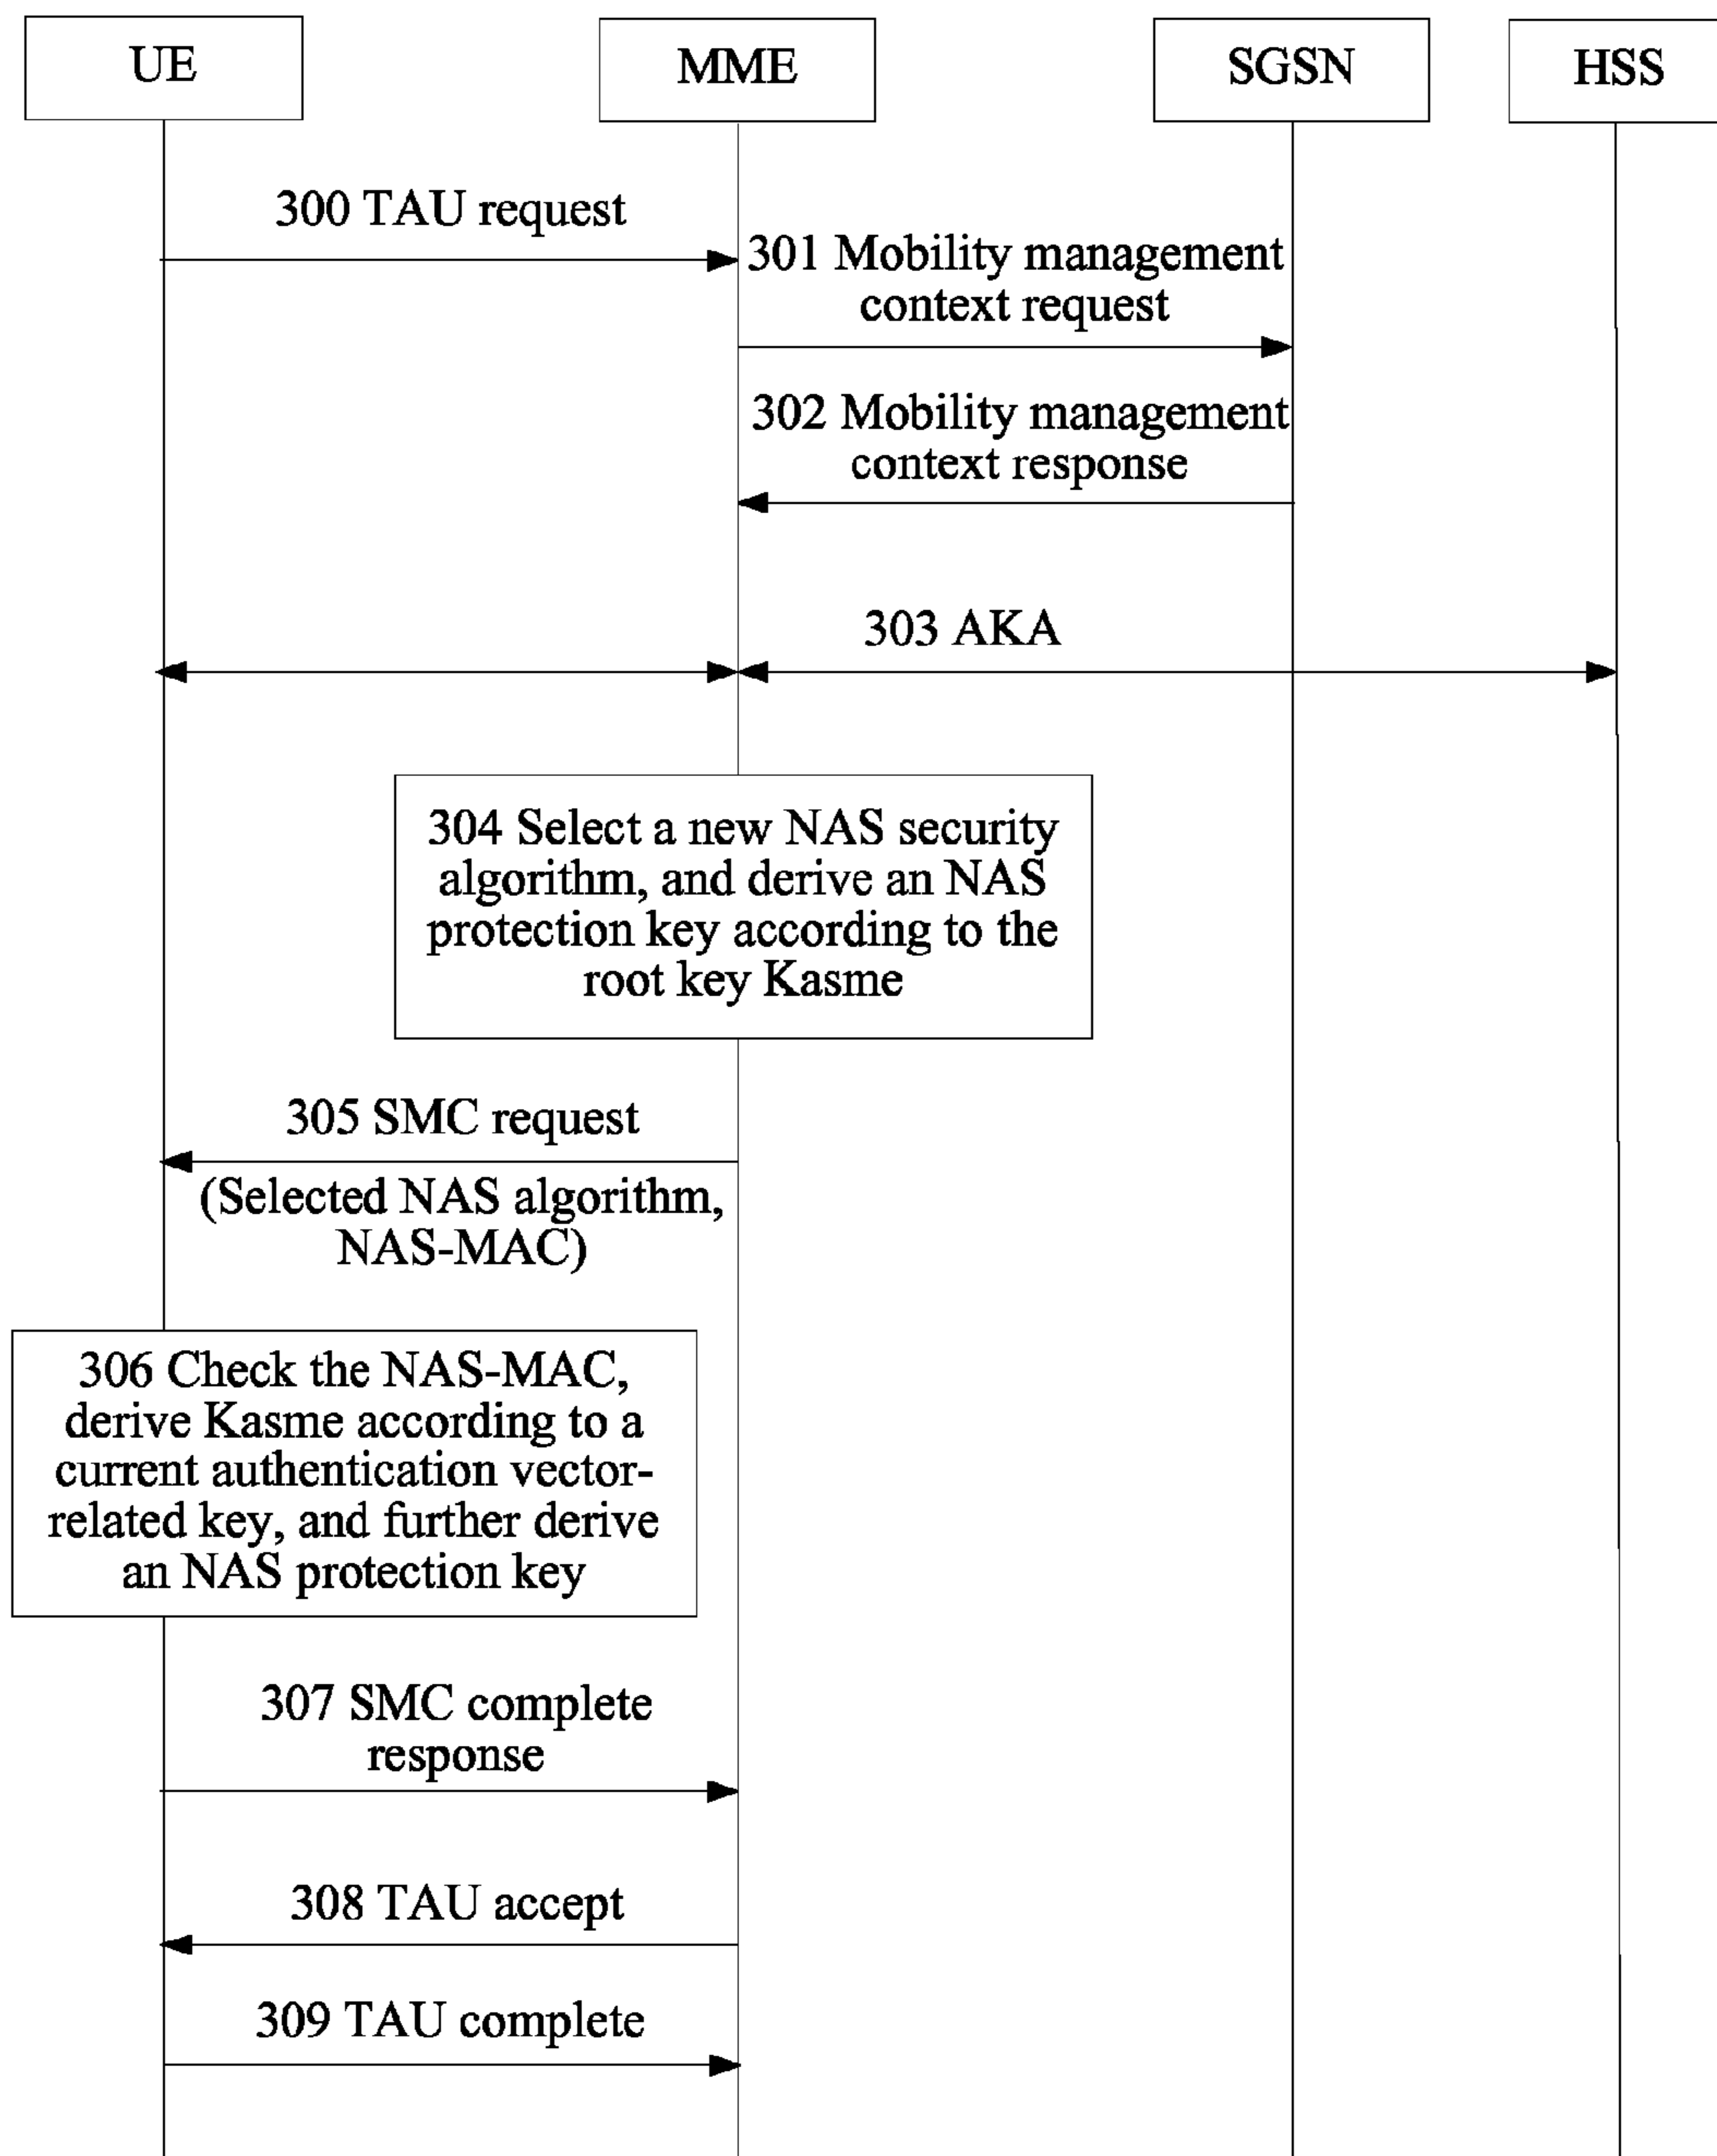 UE
MME
SGSN
HSS
300 TAU request
301 Mobility management
context request
302 Mobility management
context response
303 AKA
304 Select a new NAS security
algorithm, and derive an NAS
protection key according to the
root key Kasme
305 SMC request
(Selected NAS algorithm,
NAS-MAC)
306 Check the NAS-MAC,
derive Kasme according to a
current authentication vector-
related key, and further derive
an NAS protection key
307 SMC complete
response
308 TAU accept
309 TAU complete